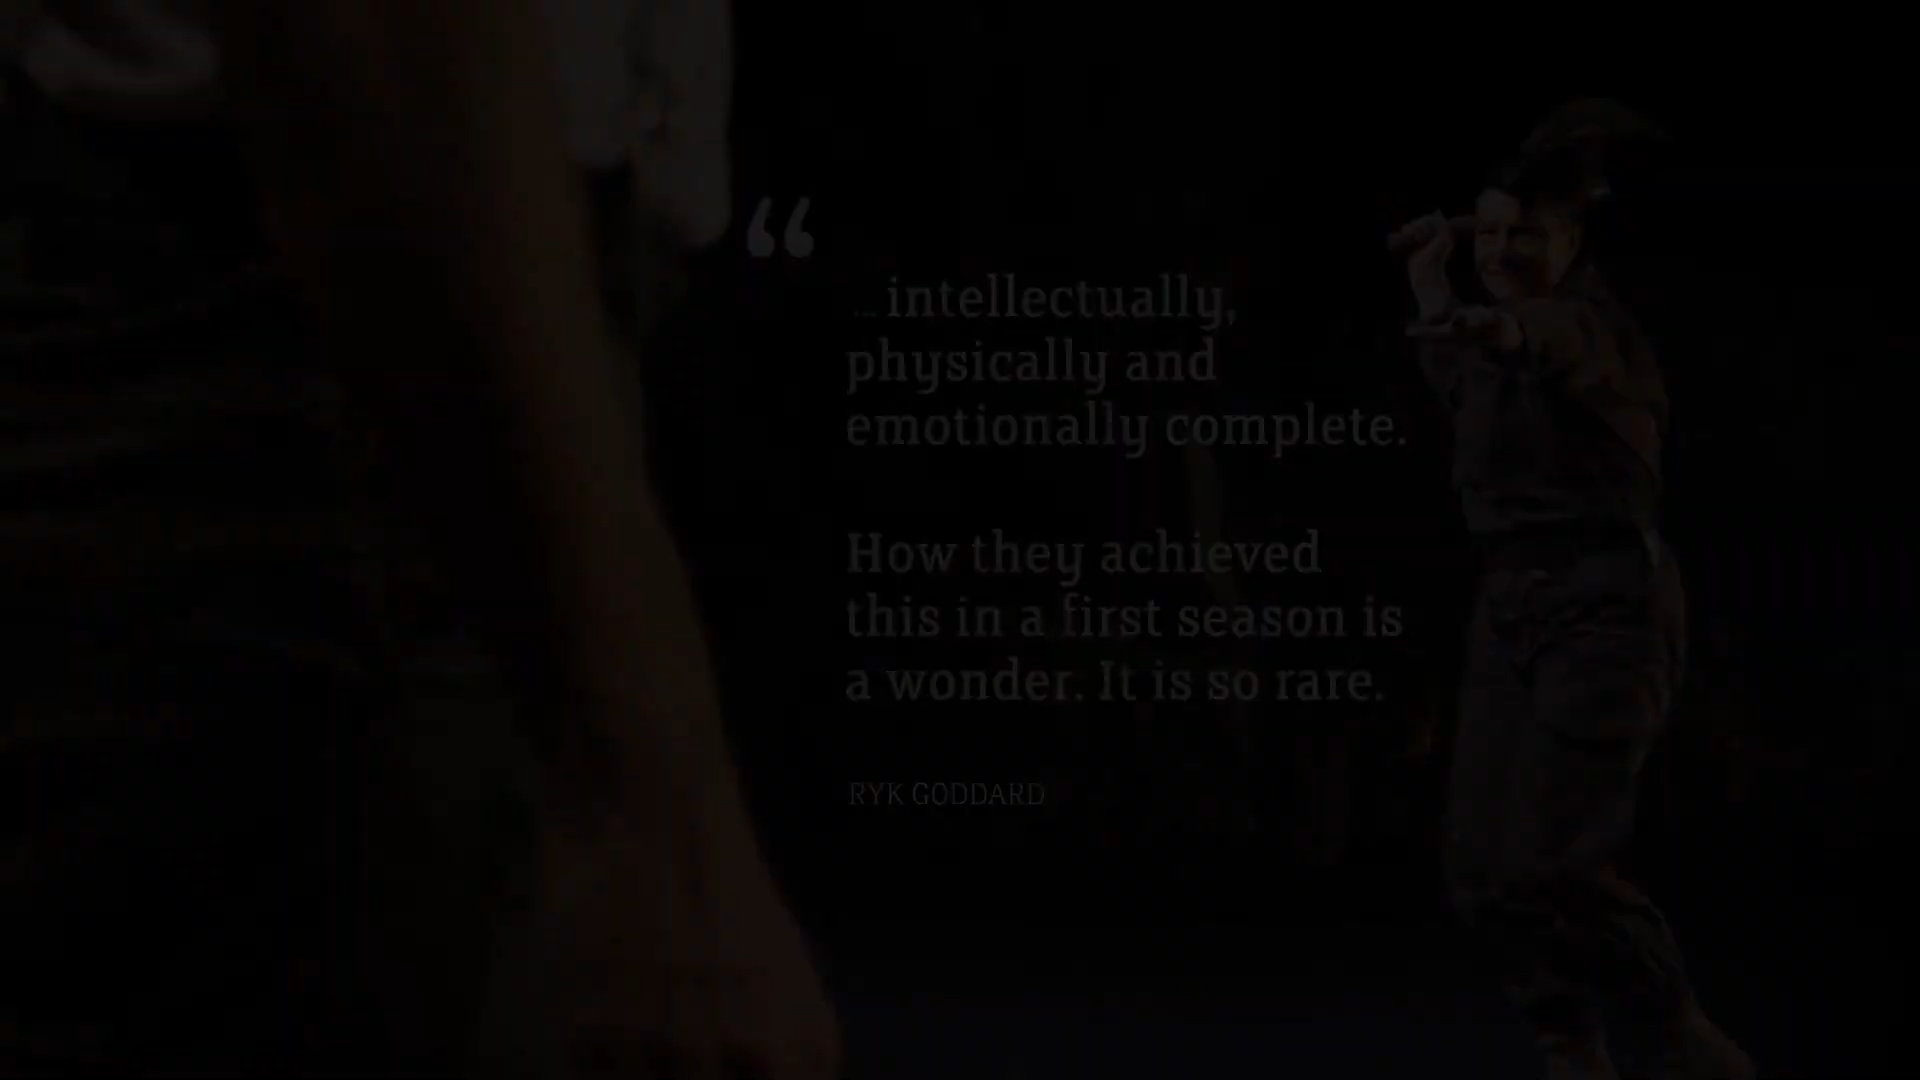 “
... intellectually,
physically and
emotionally complete.
How they achieved
this in a first season is
a wonder. It is so rare.
RYK GODDARD